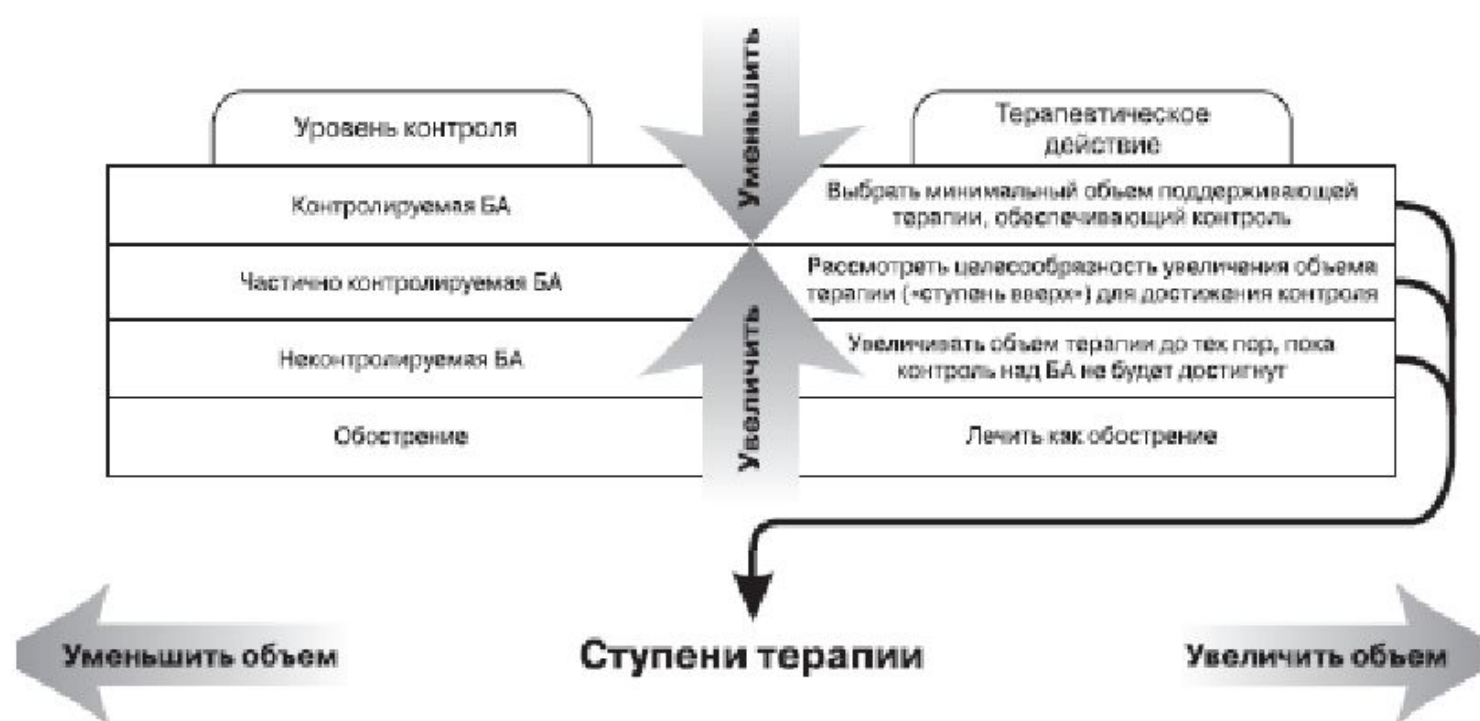 Уменьшить
Уровень контроля
Терапевтическое
действие
Контролируемая БА
Выбрать минимальный объем поддерживающей
терапии, обеспечивающий контроль
Частично контролируемая БА
Рассмотреть целесообразность увеличения объема
терапии («ступень вверх») для достижения контроля
Увеличить
Неконтролируемая БА
Увеличивать объем терапии до тех пор, пока
контроль над БА не будет достигнут
Обострение
Лечить как обострение
Уменьшить объем
Ступени терапии
Увеличить объем